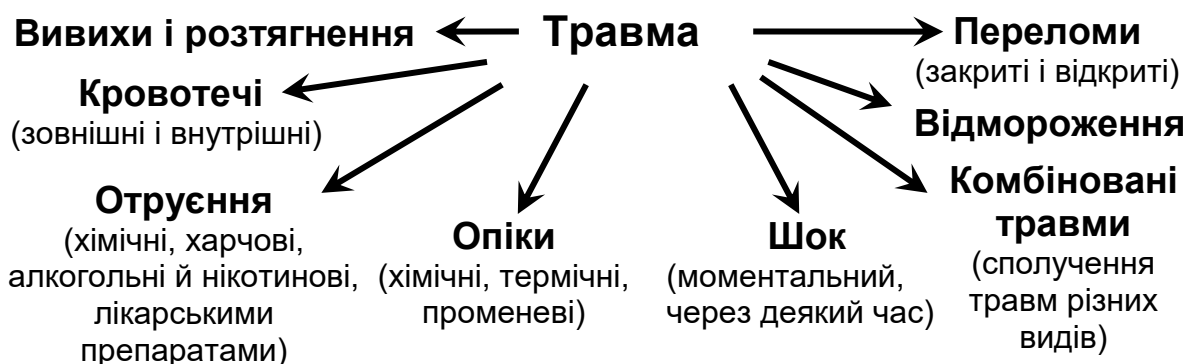 Травма
Вивихи і розтягнення
Кровотечі
(зовнішні і внутрішні)
Отруєння
(хімічні, харчові,
алкогольні й нікотинові,
лікарськими
препаратами)
Опіки
(хімічні, термічні,
променеві)
Шок
(моментальний,
через деякий час)
Комбіновані
травми
(сполучення
травм різних
видів)
Відмороження
Переломи
(закриті і відкриті)